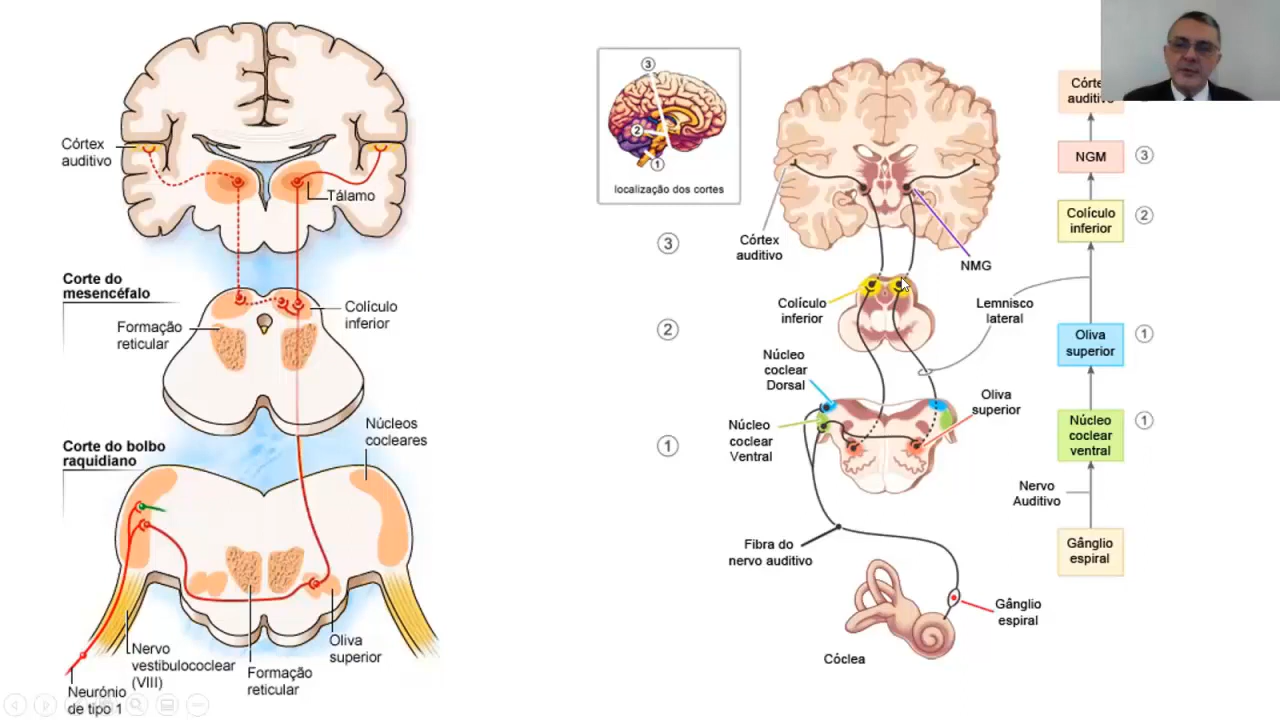 Córtex
auditivo
Tálamo
Corte do
mesencéfalo
Colículo
inferior
Formação
reticular
Núcleos
cocleares
Corte do bolbo
raquidiano
Nervo
vestibulococlear
(VIII)
Oliva
superior
Formação
reticular
Neurónio
de tipo 1
3
2
1
localização dos cortes
3
2
1
Córtex
auditivo
NMG
Colículo
inferior
Lemnisco
lateral
Núcleo
coclear
Dorsal
Oliva
superior
Núcleo
coclear
Ventral
Fibra do
nervo auditivo
Gânglio
espiral
Cóclea
NGM
3
Colículo
inferior
2
Oliva
superior
1
Núcleo
coclear
ventral
1
Nervo
Auditivo
Gânglio
espiral